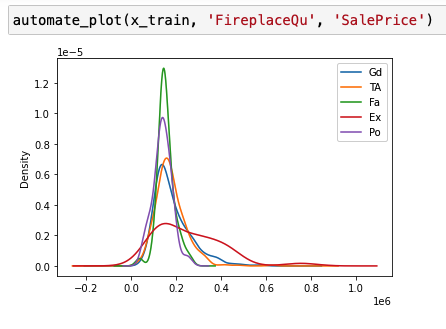 automate_plot(x_train, 'FireplaceQu', 'SalePrice')
1e−5
Gd
TA
Fa
Ex
Po
Density
1.2
1.0
0.8
0.6
0.4
0.2
0.0
−0.2 0.0 0.2 0.4 0.6 0.8 1.0
1e6